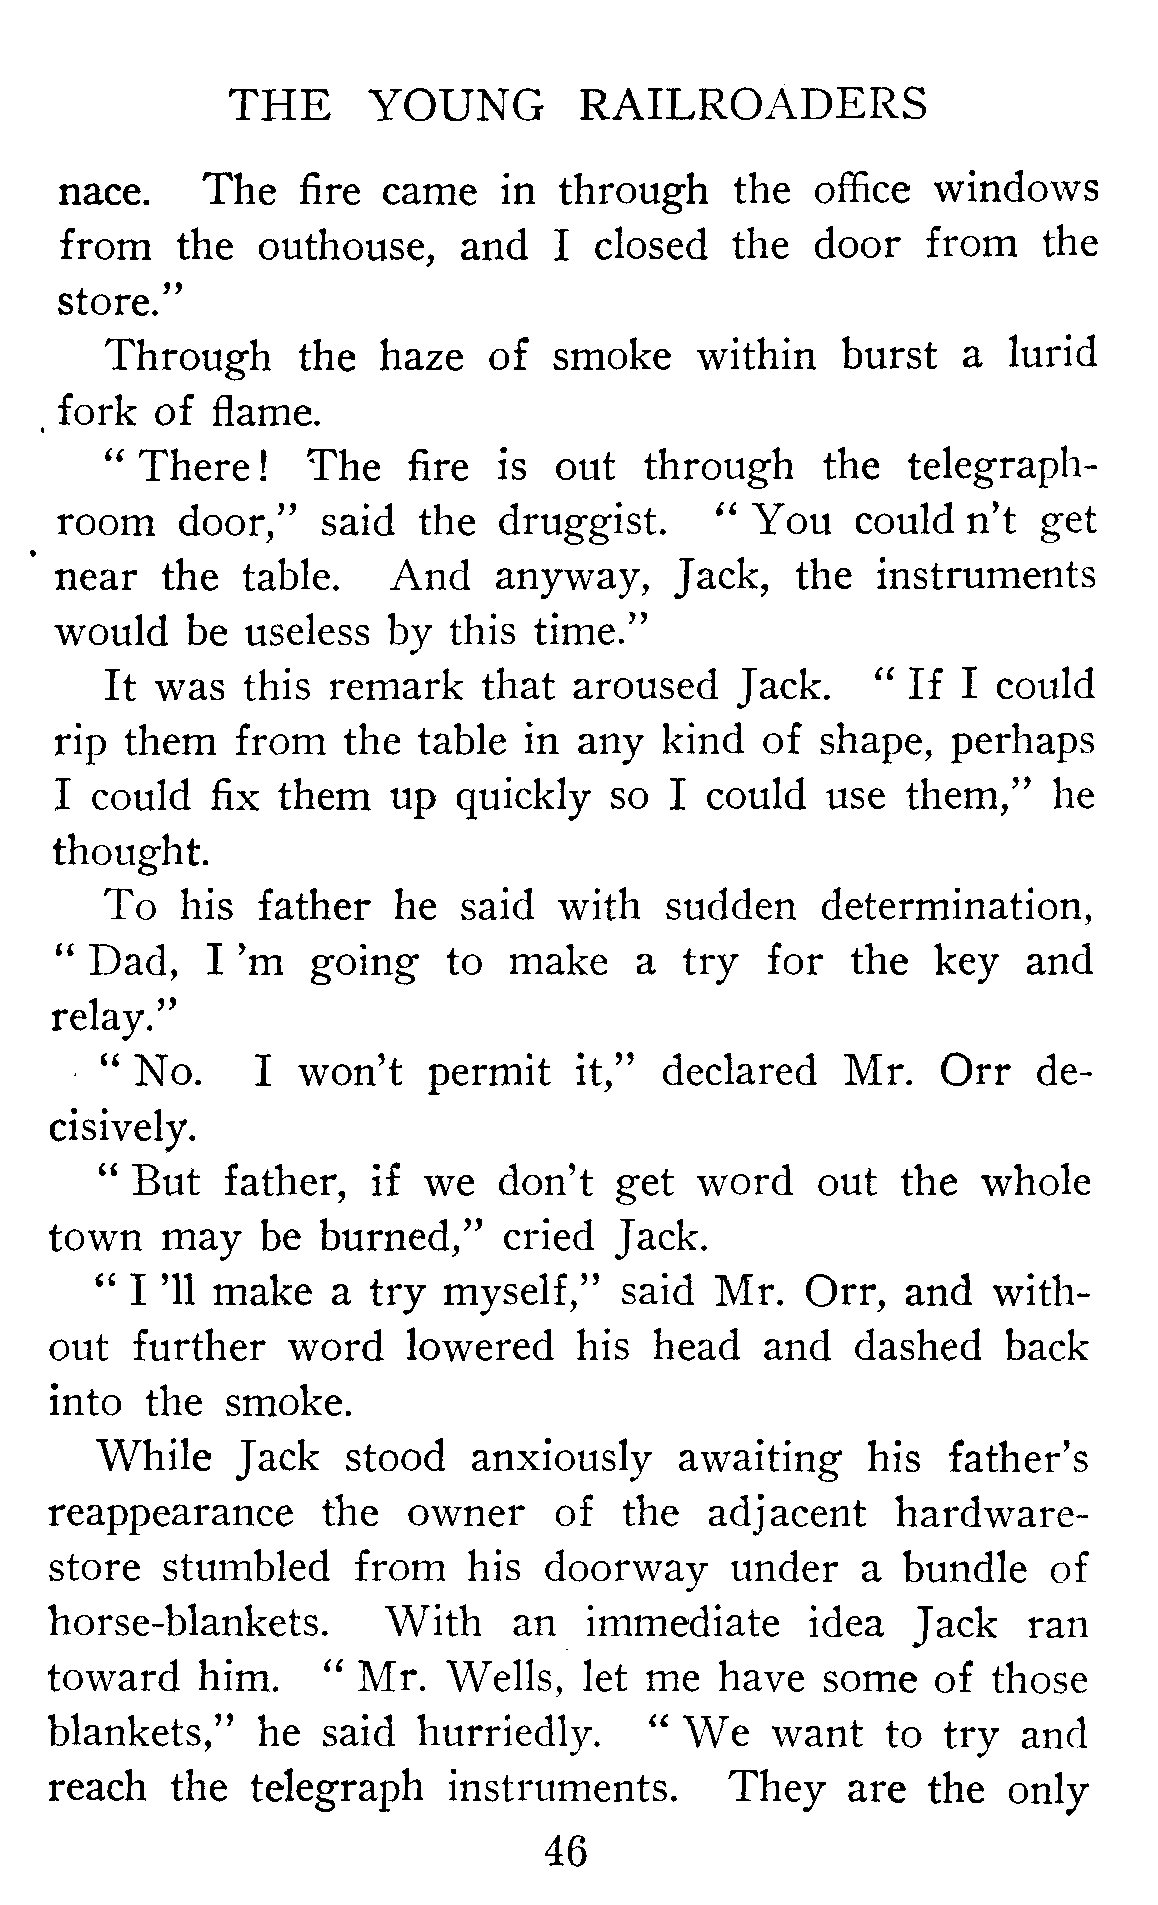 THE YOUNG RAILROADERS
nace. The fire came in through the office windows
from the outhouse, and I closed the door from the
store."
Through the haze of smoke within burst a lurid
fork of flame.
" There! The fire is out through the telegraph-
room door," said the druggist. " You could n't get
near the table. And anyway, Jack, the instruments
would be useless by this time."
It was this remark that aroused Jack. " If I could
rip them from the table in any kind of shape, perhaps
I could fix them up quickly so I could use them," he
thought.
To his father he said with sudden determination,
" Dad, I 'm going to make a try for the key and
relay."
" No. I won't permit it," declared Mr. Orr de-
cisively.
" But father, if we don't get word out the whole
town may be burned," cried Jack.
" I 'll make a try myself," said Mr. Orr, and with-
out further word lowered his head and dashed back
into the smoke.
While Jack stood anxiously awaiting his father's
reappearance the owner of the adjacent hardware-
store stumbled from his doorway under a bundle of
horse-blankets. With an immediate idea Jack ran
toward him. " Mr. Wells, let me have some of those
blankets," he said hurriedly. " We want to try and
reach the telegraph instruments. They are the only
46